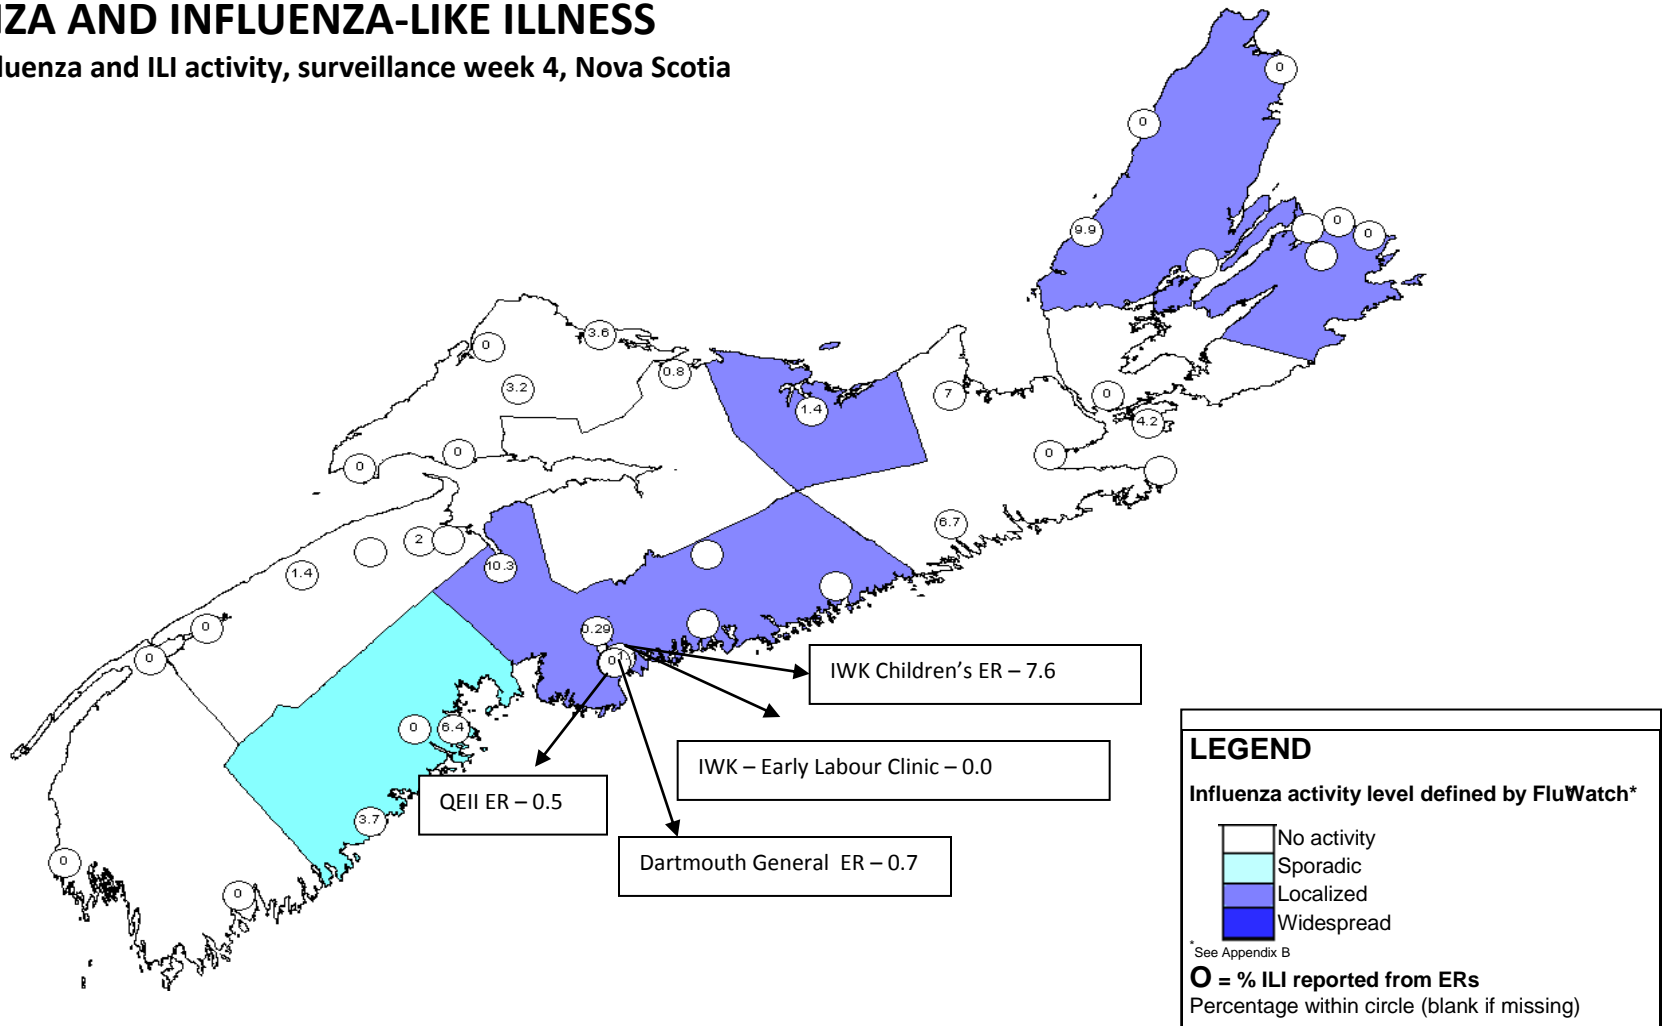 NZA AND INFLUENZA-LIKE ILLNESS
luenza and ILI activity, surveillance week 4, Nova Scotia
0
0
9.9
0
0
3.6
0
0.8
3.2
1.4
7
0
4.2
0
0
0
6.7
2
10.3
1.4
0.29
0
0
0
IWK Children's ER – 7.6
0
6.4
IWK – Early Labour Clinic – 0.0
QEII ER – 0.5
3.7
Dartmouth General ER – 0.7
0
0
LEGEND
Influenza activity level defined by FluWatch*
No activity
Sporadic
Localized
Widespread
*See Appendix B
O = % ILI reported from ERs
Percentage within circle (blank if missing)